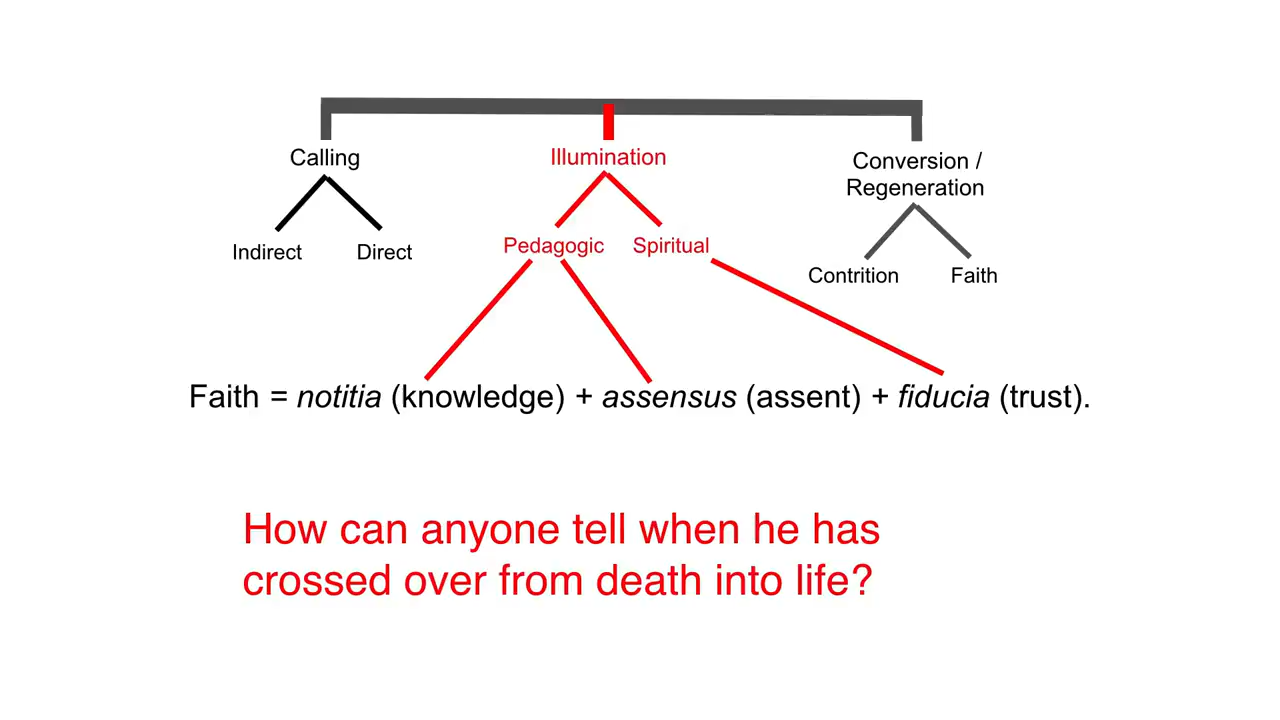 Calling
Illumination
Conversion /
Regeneration
Indirect
Direct
Pedagogic
Spiritual
Contrition
Faith
Faith = notitia (knowledge) + assensus (assent) + fiducia (trust).
How can anyone tell when he has
crossed over from death into life?